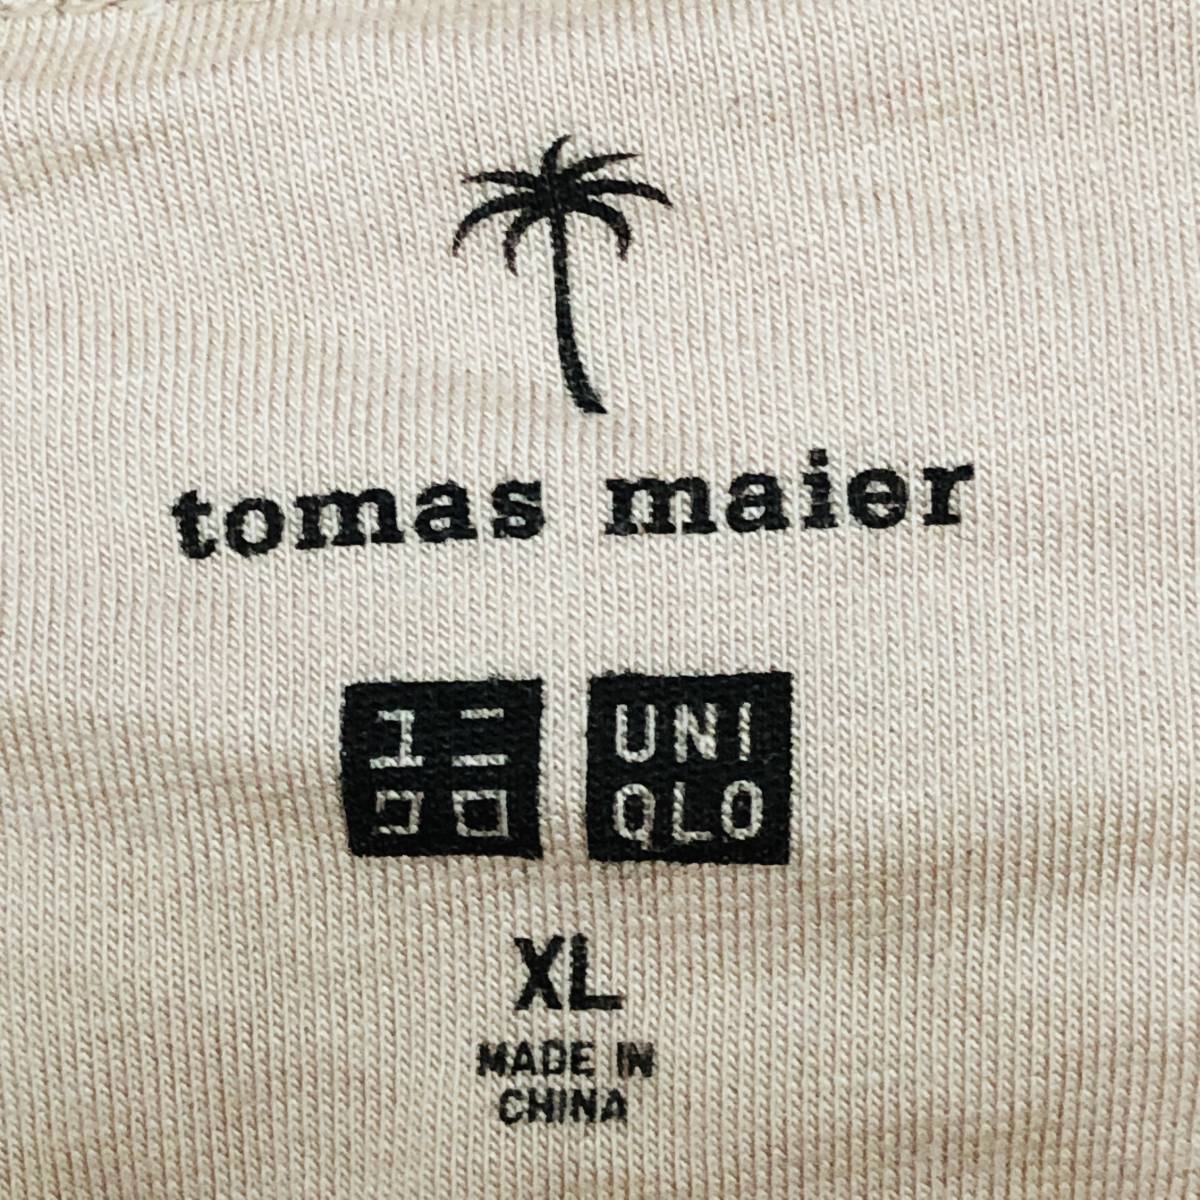 tomas maier
ユニ UNI
クロ QLO
XL
MADE IN
CHINA